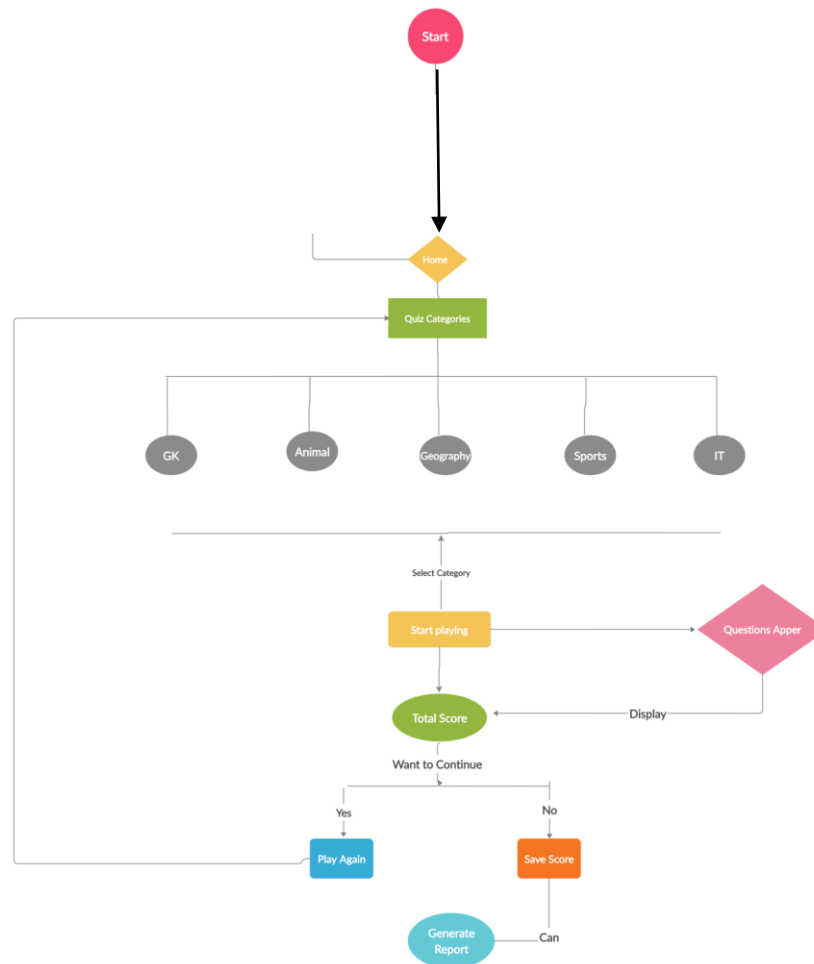 Start
Home
Quiz Categories
GK
Animal
Geography
Sports
IT
Select Category
Start playing
Questions Apper
Total Score
Display
Want to Continue
Yes
No
Play Again
Save Score
Generate
Report
Can